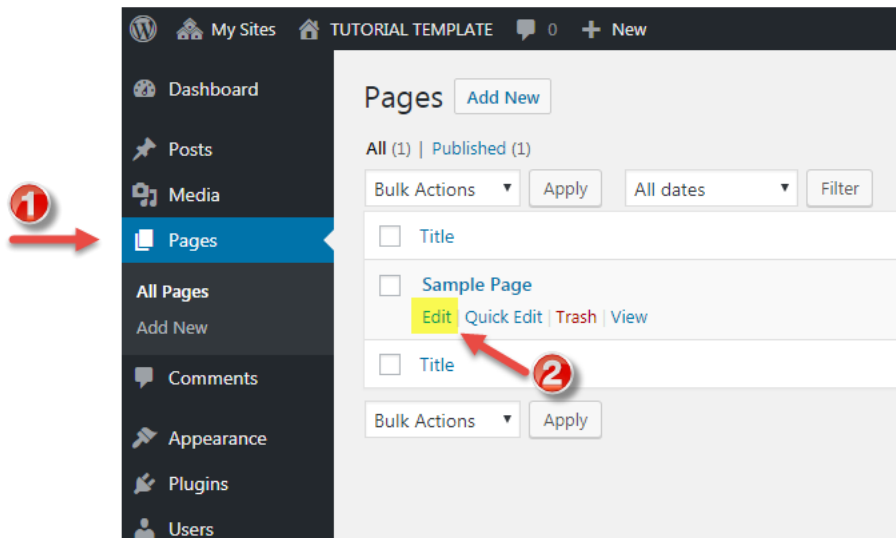 My Sites TUTORIAL TEMPLATE 0 New
Dashboard
Posts
Media
1
Pages
All Pages
Add New
Comments
Appearance
Plugins
Users
Pages Add New
All (1) | Published (1)
Bulk Actions Apply All dates Filter
Title
Sample Page
Edit | Quick Edit | Trash | View
2
Title
Bulk Actions Apply